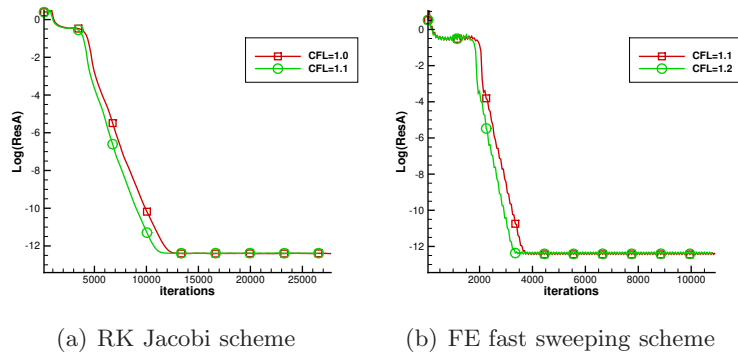 Log(ResA)
0
-2
-4
-6
-8
-10
-12
CFL=1.0
CFL=1.1
5000
10000
15000
20000
25000
iterations
(a) RK Jacobi scheme
Log(ResA)
0
-2
-4
-6
-8
-10
-12
CFL=1.1
CFL=1.2
2000
4000
6000
8000
10000
iterations
(b) FE fast sweeping scheme